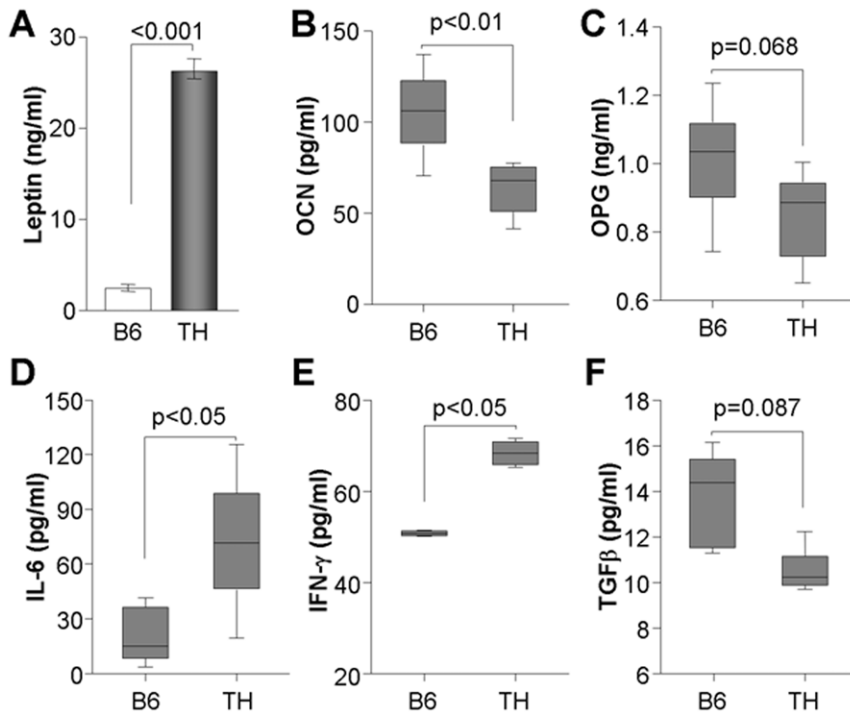 A
<0.001
Leptin (ng/ml)
30
20
10
0
B6 TH
B
p<0.01
OCN (pg/ml)
150
100
50
0
B6 TH
C
p=0.068
OPG (ng/ml)
1.4
1.2
1.0
0.8
0.6
B6 TH
D
p<0.05
IL-6 (pg/ml)
150
120
90
60
30
0
B6 TH
E
p<0.05
IFN-γ (pg/ml)
80
60
40
20
B6 TH
F
p=0.087
TGFβ (pg/ml)
18
16
14
12
10
8
6
B6 TH